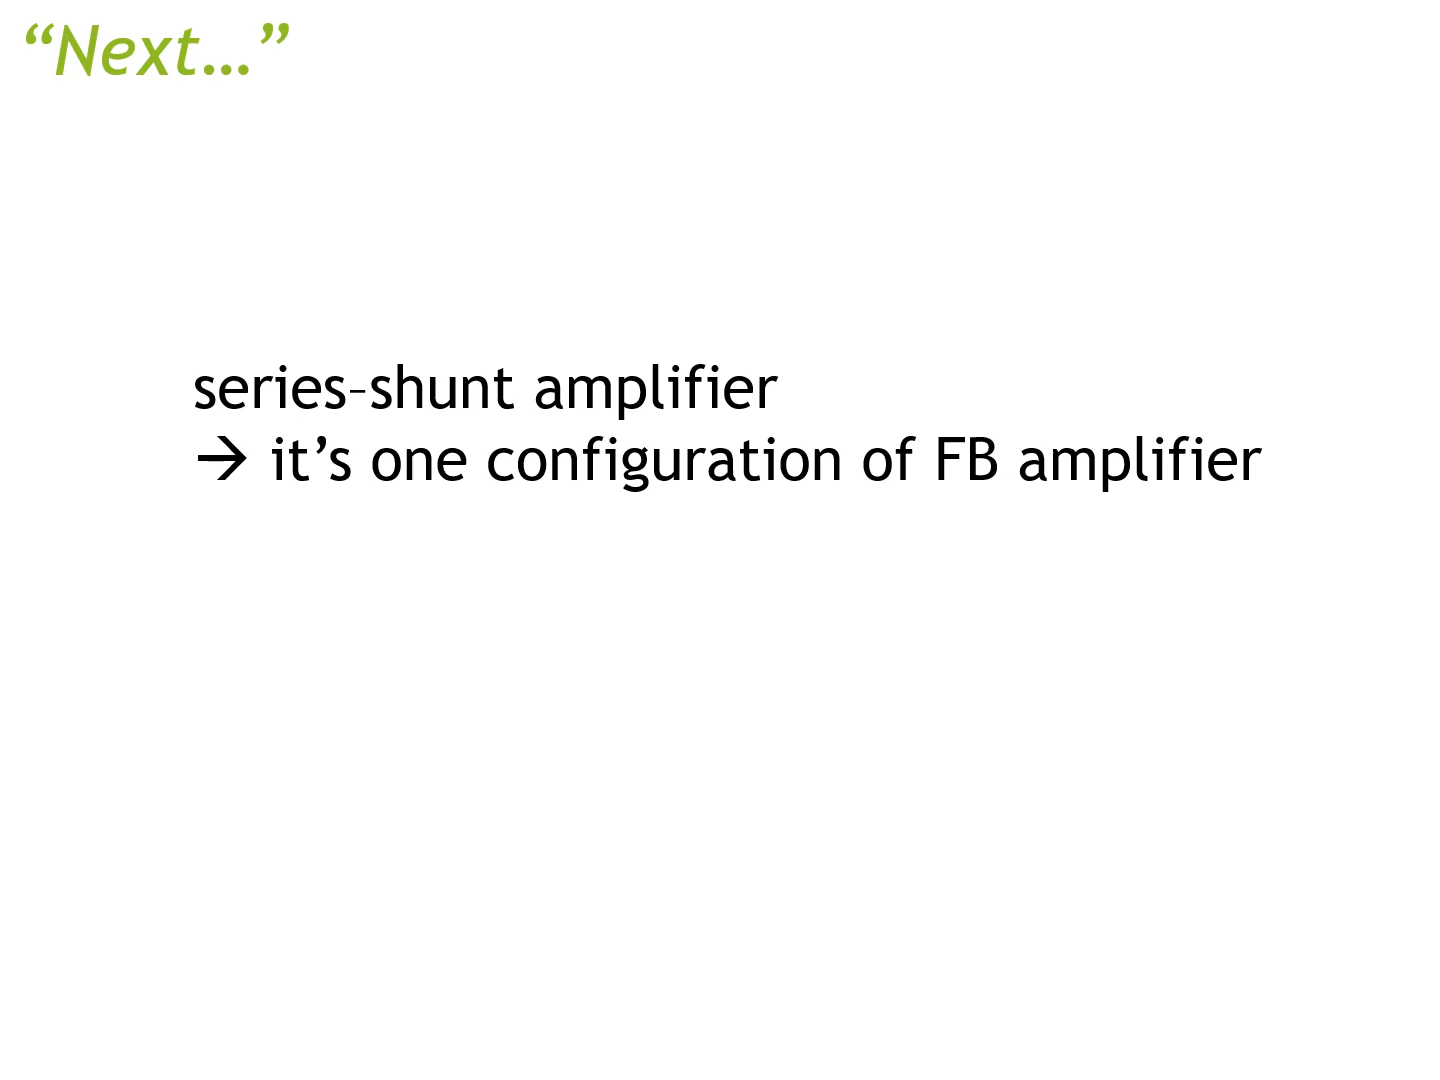 “Next…”
series–shunt amplifier
→ it’s one configuration of FB amplifier